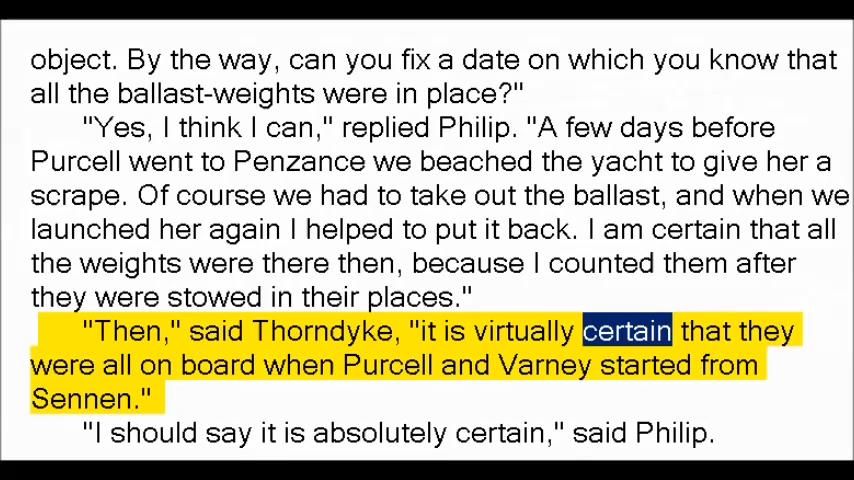 object. By the way, can you fix a date on which you know that
all the ballast-weights were in place?"
"Yes, I think I can," replied Philip. "A few days before
Purcell went to Penzance we beached the yacht to give her a
scrape. Of course we had to take out the ballast, and when we
launched her again I helped to put it back. I am certain that all
the weights were there then, because I counted them after
they were stowed in their places."
"Then," said Thorndyke, "it is virtually certain that they
were all on board when Purcell and Varney started from
Sennen."
"I should say it is absolutely certain," said Philip.